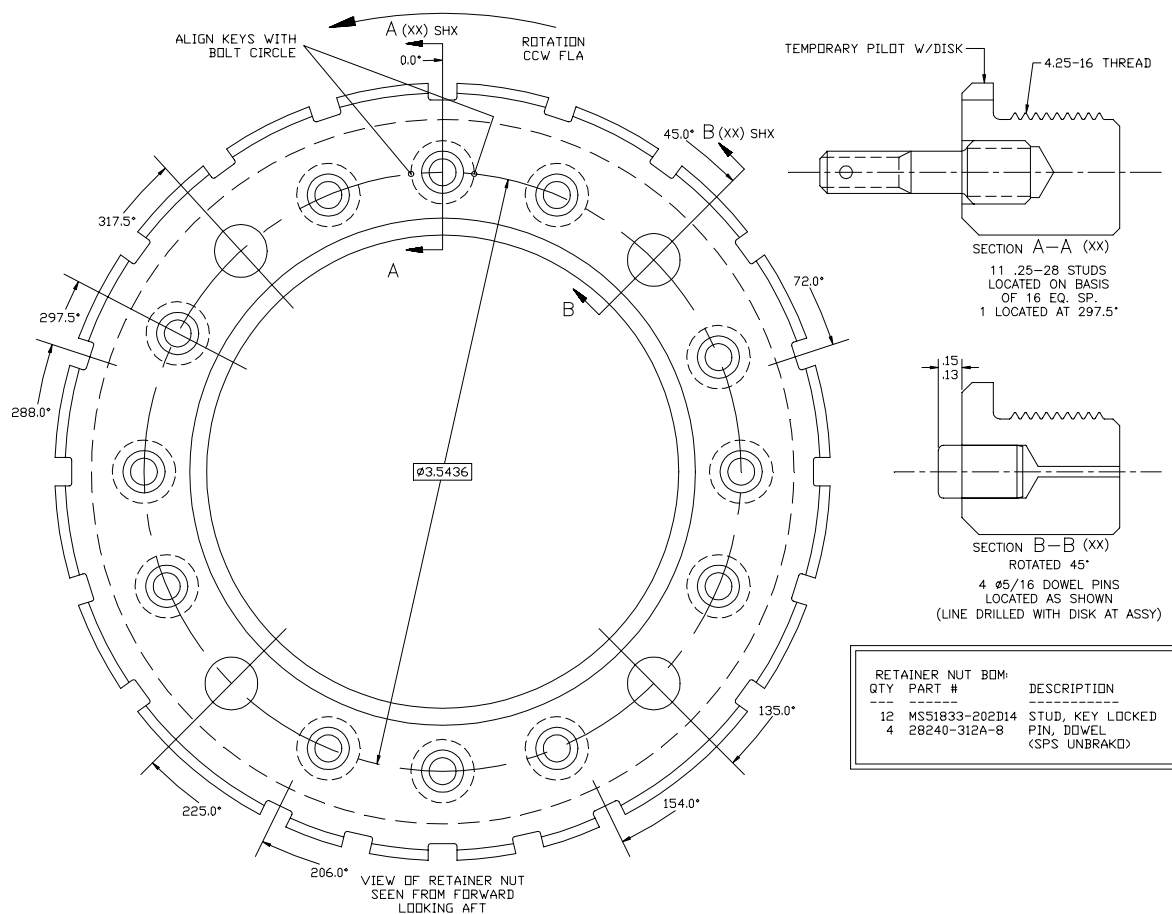 ALIGN KEYS WITH
BOLT CIRCLE
A (XX) SHX
0.0°
ROTATION
CCW FLA
45.0°
B (XX) SHX
317.5°
A
297.5°
B
72.0°
288.0°
Ø3.5436
135.0°
225.0°
154.0°
206.0°
VIEW OF RETAINER NUT
SEEN FROM FORWARD
LOOKING AFT
TEMPORARY PILOT W/DISK
4.25-16 THREAD
SECTION A-A (XX)
11 .25-28 STUDS
LOCATED ON BASIS
OF 16 EQ. SP.
1 LOCATED AT 297.5°
.15
.13
SECTION B-B (XX)
ROTATED 45°
4 Ø5/16 DOWEL PINS
LOCATED AS SHOWN
(LINE DRILLED WITH DISK AT ASSY)
RETAINER NUT BOM:
QTY PART # DESCRIPTION
--- ------- ------------
12 MS51833-202D14 STUD, KEY LOCKED
4 28240-312A-8 PIN, DOWEL
(SPS UNBRAKO)